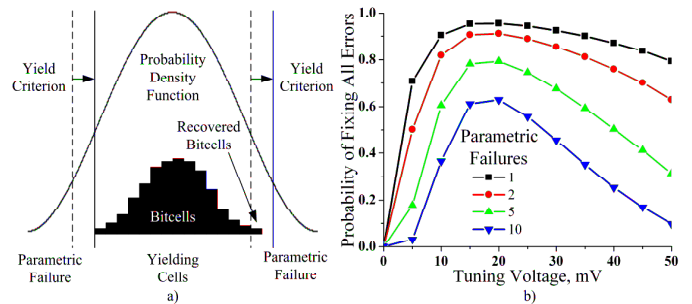 Yield
Criterion
Probability
Density
Function
Yield
Criterion
Recovered
Bitcells
Bitcells
Parametric
Failure
Yielding
Cells
Parametric
Failure
a)
Probability of Fixing All Errors
1.0
0.8
0.6
0.4
0.2
0.0
Parametric
Failures
1
2
5
10
0 10 20 30 40 50
Tuning Voltage, mV
b)